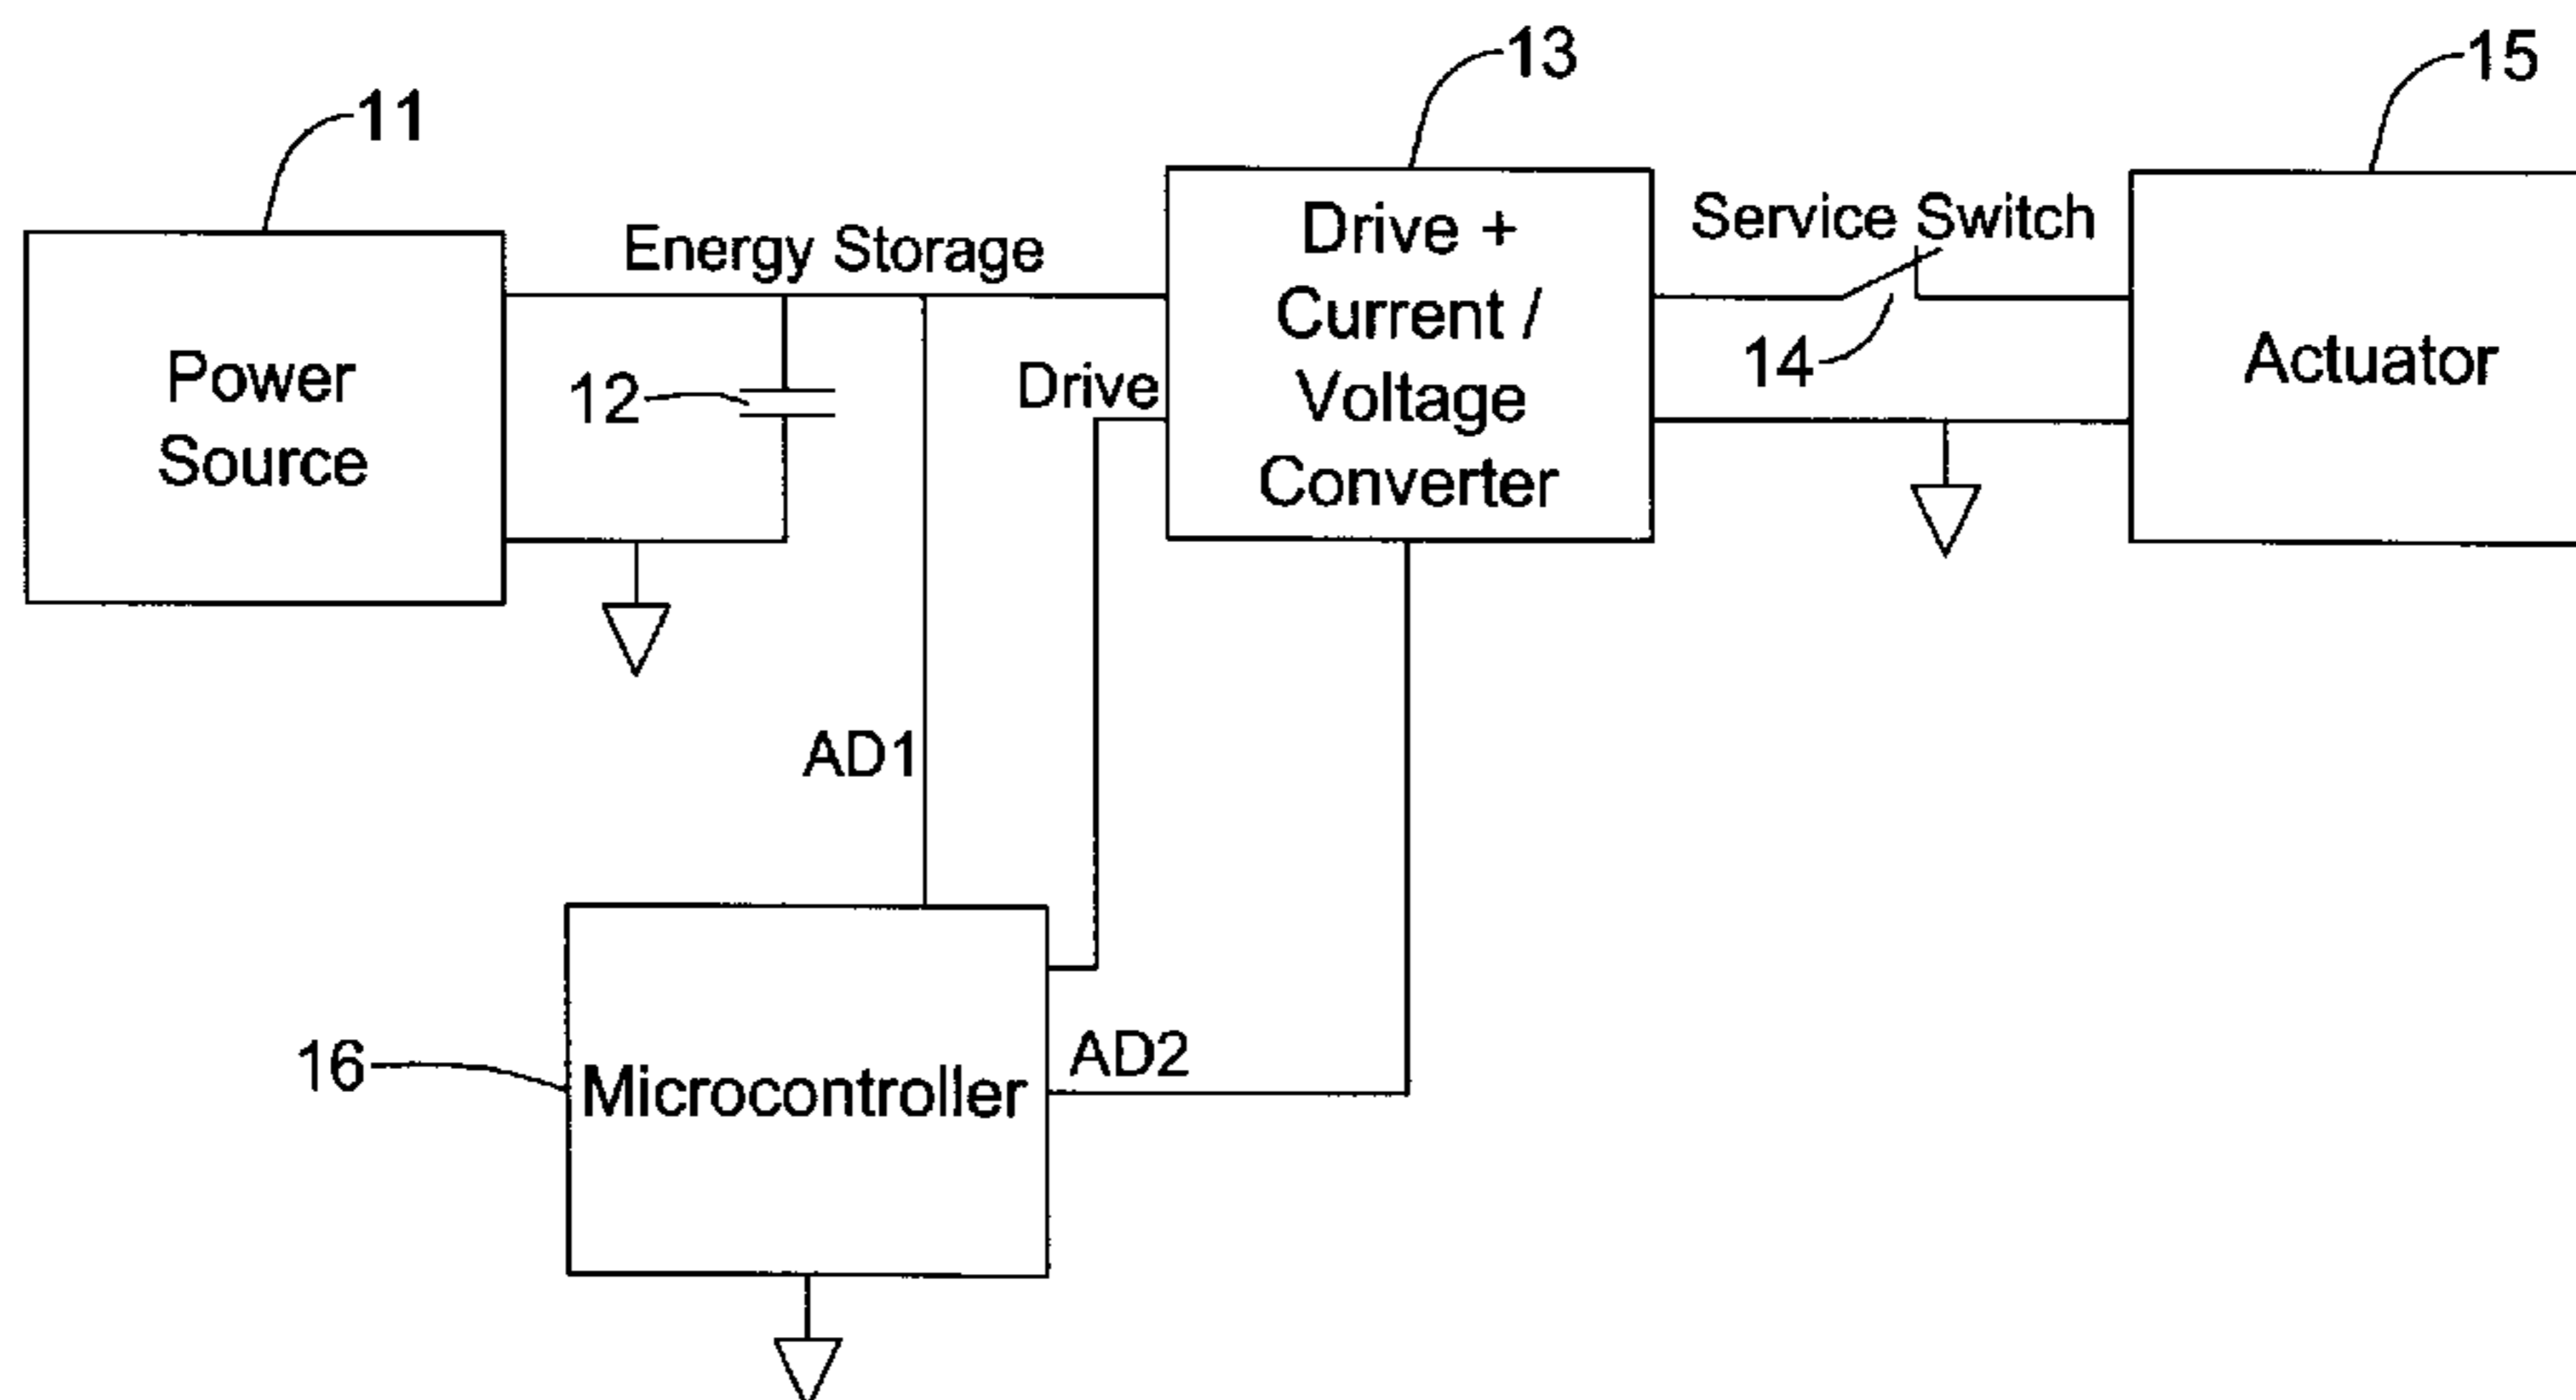 13
15
11
Service Switch
Energy Storage
Drive +
Current /
Voltage
Converter
14
Actuator
Power
Source
12
Drive
AD1
AD2
16
Microcontroller